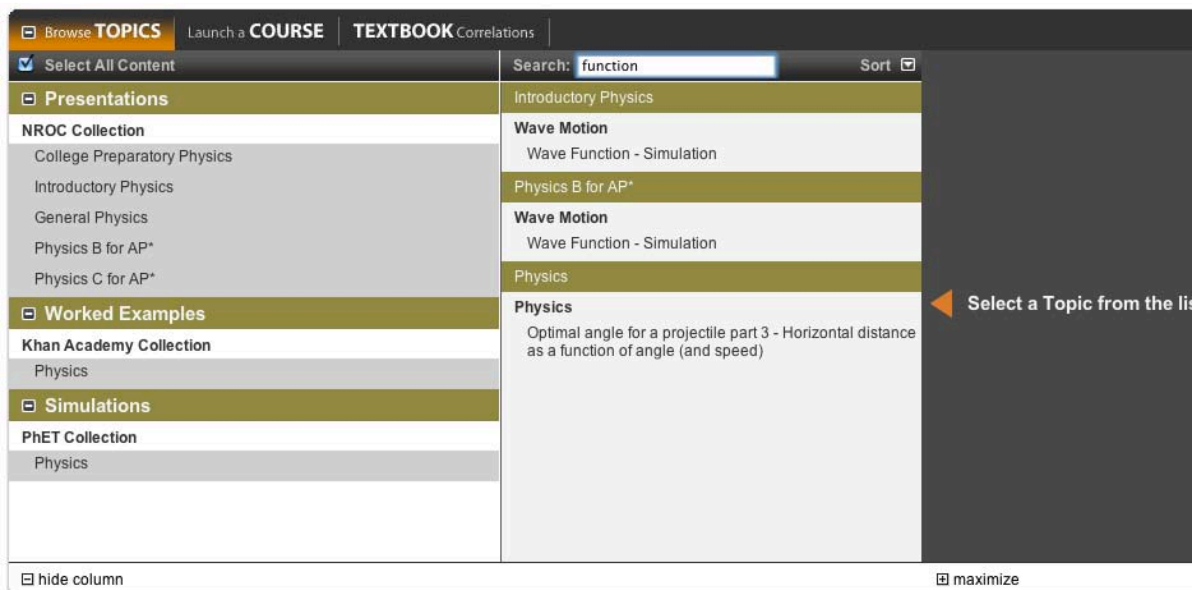 Browse TOPICS Launch a COURSE TEXTBOOK Correlations
Select All Content
Presentations
NROC Collection
College Preparatory Physics
Introductory Physics
General Physics
Physics B for AP*
Physics C for AP*
Worked Examples
Khan Academy Collection
Physics
Simulations
PhET Collection
Physics
hide column
Search: function Sort
Introductory Physics
Wave Motion
Wave Function - Simulation
Physics B for AP*
Wave Motion
Wave Function - Simulation
Physics
Physics
Optimal angle for a projectile part 3 - Horizontal distance
as a function of angle (and speed)
Select a Topic from the
maximize